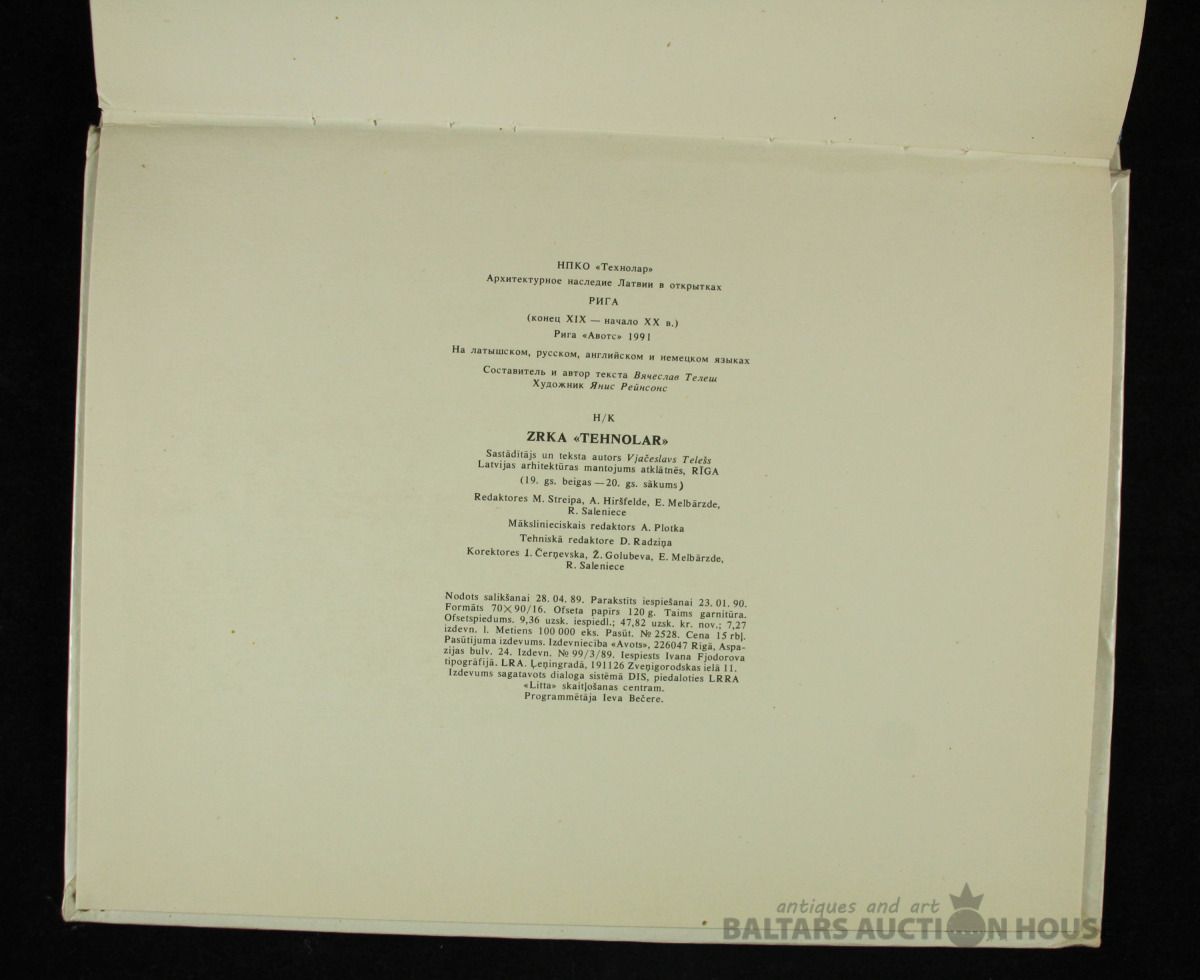 НПКО «Технолар»
Архитектурное наследие Латвии в открытках
РИГА
(конец XIX — начало XX в.)
Рига «Авотс» 1991
На латышском, русском, английском и немецком языках
Составитель и автор текста Вячеслав Телеш
Художник Янис Рейнсонс
Н/К
ZRKA «TEHNOLAR»
Sastādītājs un teksta autors Vjačeslavs Telešs
Latvijas arhitektūras mantojums atklātnēs, RĪGA
(19. gs. beigas — 20. gs. sākums)
Redaktores M. Streipa, A. Hiršfelde, E. Melbārzde,
R. Saleniece
Mākslinieciskais redaktors A. Plotka
Tehniskā redaktore D. Radziņa
Korektores I. Čerņevska, Ž. Golubeva, E. Melbārzde,
R. Saleniece
Nodots salikšanai 28. 04. 89. Parakstīts iespiešanai 23. 01. 90.
Formāts 70×90/16. Ofseta papīrs 120 g. Taims garnitūra.
Ofsetspiedums. 9,36 uzsk. iespiedl.; 47,82 uzsk. kr. nov.; 7,27
izdevn. l. Metiens 100 000 eks. Pasūt. № 2528. Cena 15 rbļ.
Pasūtījuma izdevums. Izdevniecība «Avots», 226047 Rīgā, Aspa-
zijas bulv. 24. Izdevn. № 99/3/89. Iespiests Ivana Fjodorova
tipogrāfijā. LRA. Ļeņingradā, 191126 Zveņigorodskas ielā 11.
Izdevums sagatavots dialoga sistēmā DIS, piedaloties LRRA
«Litta» skaitļošanas centram.
Programmētāja Ieva Bečere.
antiques and art
BALTARS AUCTION HOUSE